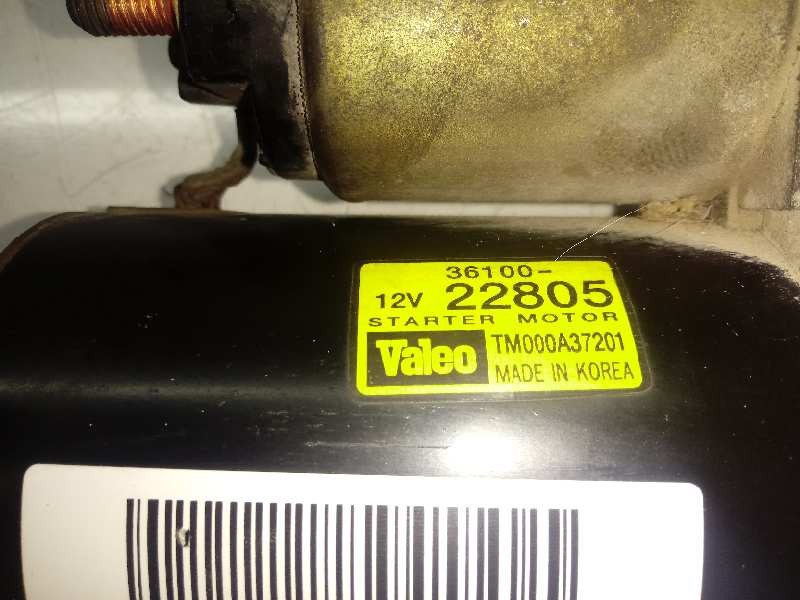 36100-
12V 22805
STARTER MOTOR
Valeo TM000A37201
MADE IN KOREA